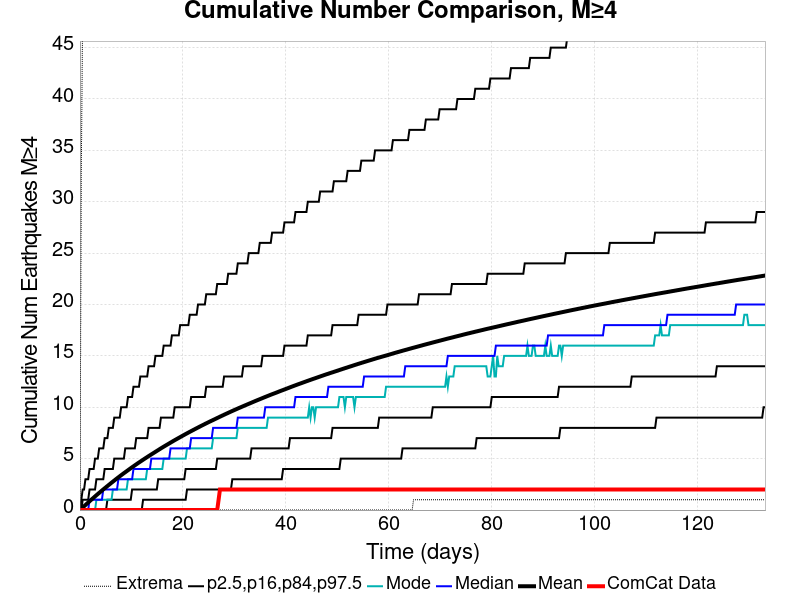 Cumulative Number Comparison, M≥4
Cumulative Num Earthquakes M≥4
45
40
35
30
25
20
15
10
5
0
0 20 40 60 80 100 120
Time (days)
Extrema p2.5,p16,p84,p97.5 Mode Median Mean ComCat Data